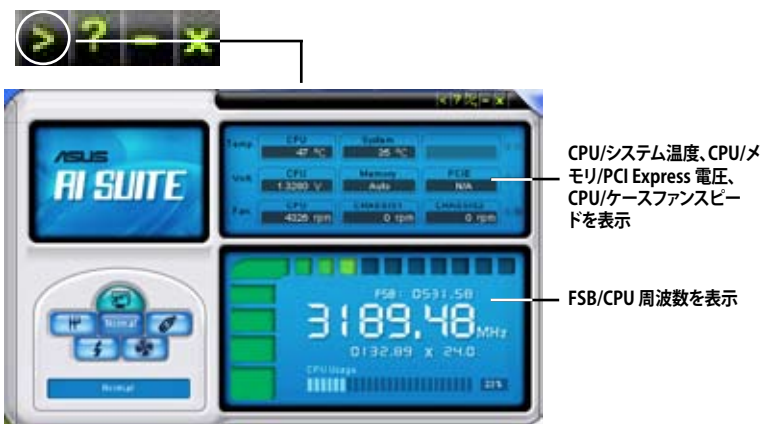 > ? - x
< ? - x
ASUS
AI SUITE
Temp
CPU
System
47 °C
35 °C
Volt
CPU
Memory
PCIE
1.3280 V
Auto
N/A
Fan
CPU
CHASSIS1
CHASSIS2
4326 rpm
0 rpm
0 rpm
CPU/システム温度、CPU/メ
モリ/PCI Express 電圧、
CPU/ケースファンスピー
ドを表示
FSB: 0531.58
3189.48 MHz
0132.89 x 24.0
CPU Usage
23%
FSB/CPU 周波数を表示
Normal
Normal